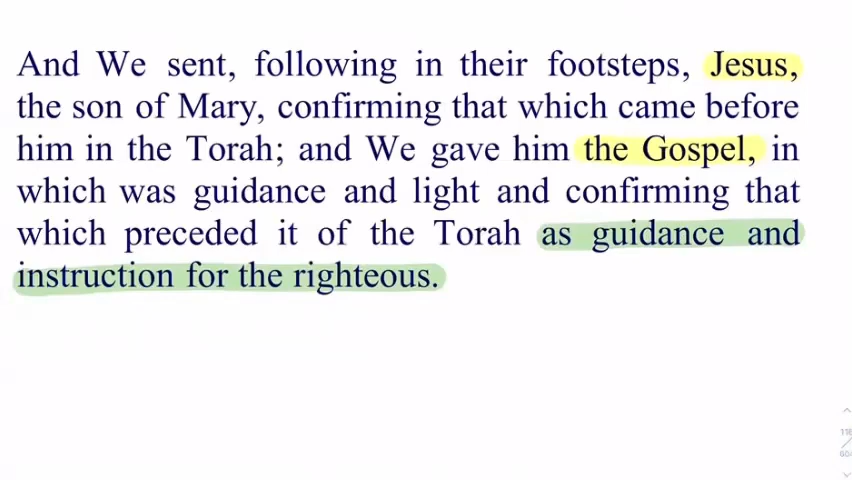 And We sent, following in their footsteps, Jesus,
the son of Mary, confirming that which came before
him in the Torah; and We gave him the Gospel, in
which was guidance and light and confirming that
which preceded it of the Torah as guidance and
instruction for the righteous.